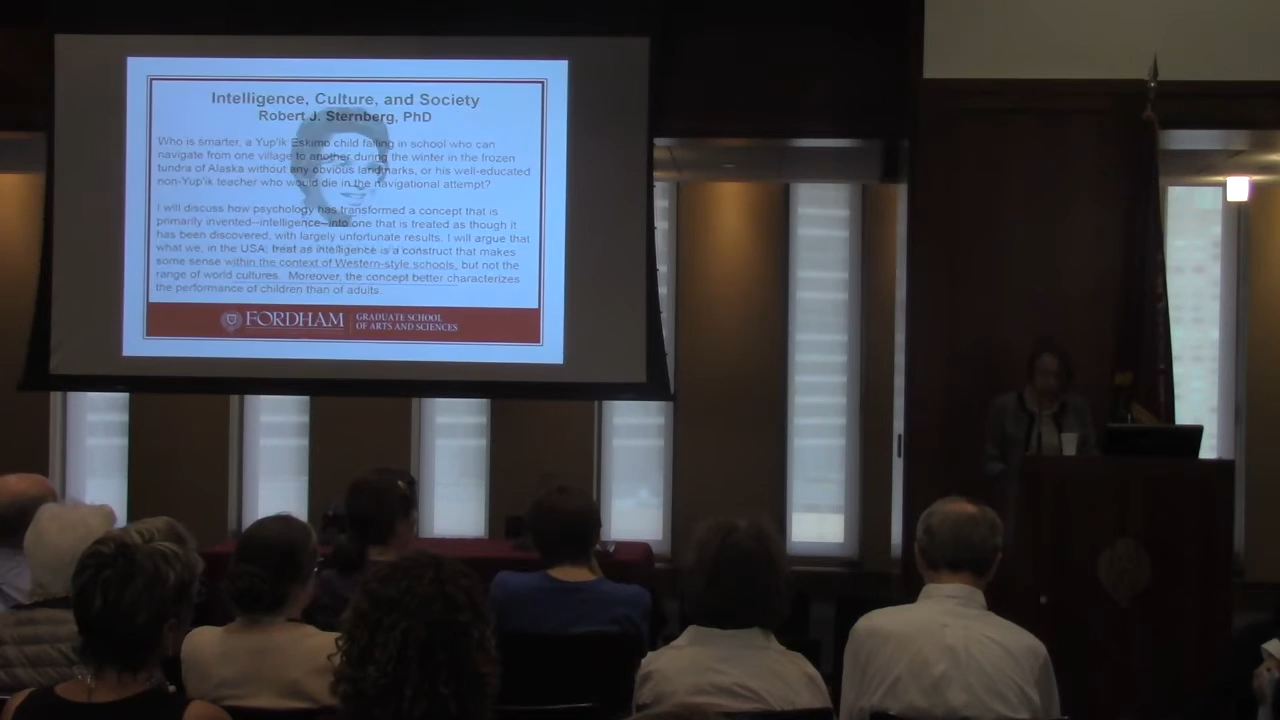 Intelligence, Culture, and Society
Robert J. Sternberg, PhD
Who is smarter, a Yup'ik Eskimo child failing in school who can
navigate from one village to another during the winter in the frozen
tundra of Alaska without any obvious landmarks, or his well-educated
non-Yup'ik teacher who would die in the navigational attempt?
I will discuss how psychology has transformed a concept that is
primarily invented--intelligence--into one that is treated as though it
has been discovered, with largely unfortunate results. I will argue that
what we, in the USA, treat as intelligence is a construct that makes
some sense within the context of Western-style schools, but not the
range of world cultures. Moreover, the concept better characterizes
the performance of children than of adults.
FORDHAM
GRADUATE SCHOOL
OF ARTS AND SCIENCES